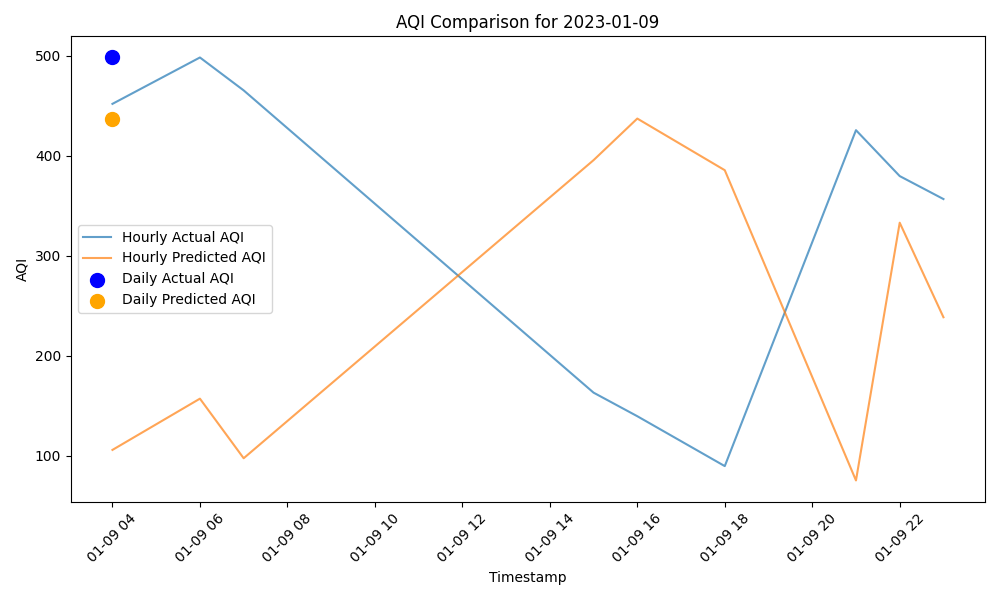 AQI Comparison for 2023-01-09
AQI
500
400
300
200
100
Hourly Actual AQI
Hourly Predicted AQI
Daily Actual AQI
Daily Predicted AQI
01-09 04
01-09 06
01-09 08
01-09 10
01-09 12
01-09 14
01-09 16
01-09 18
01-09 20
01-09 22
Timestamp